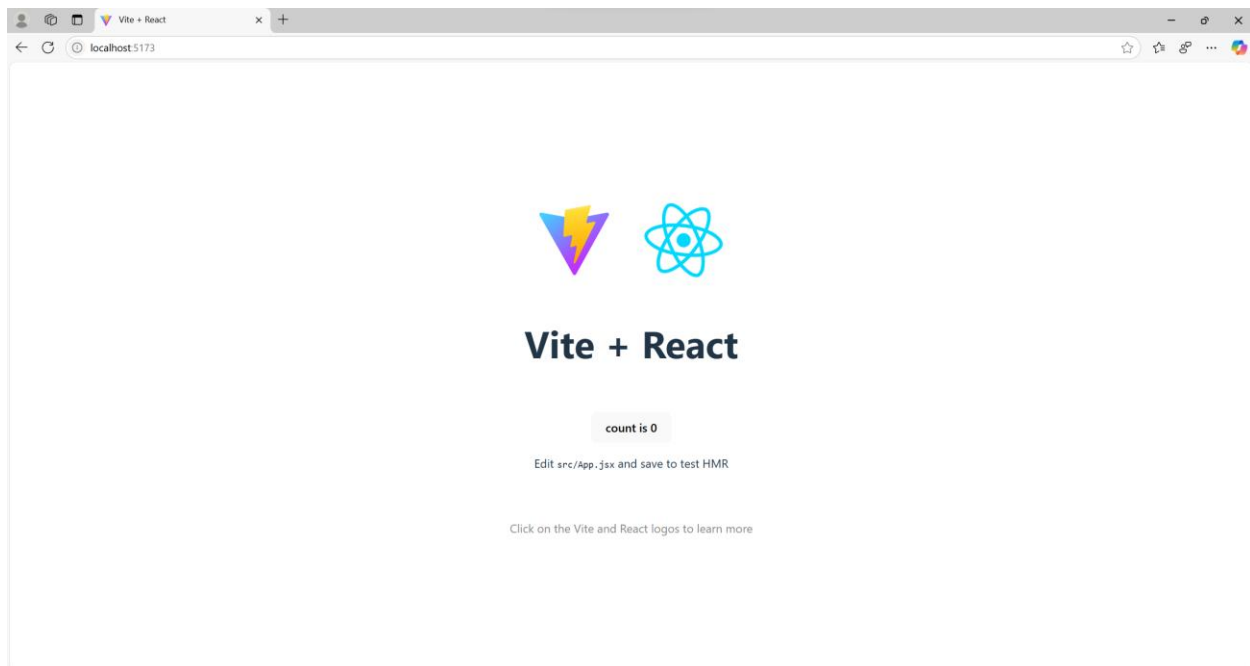 Vite + React
localhost:5173
Vite + React
count is 0
Edit src/App.jsx and save to test HMR
Click on the Vite and React logos to learn more